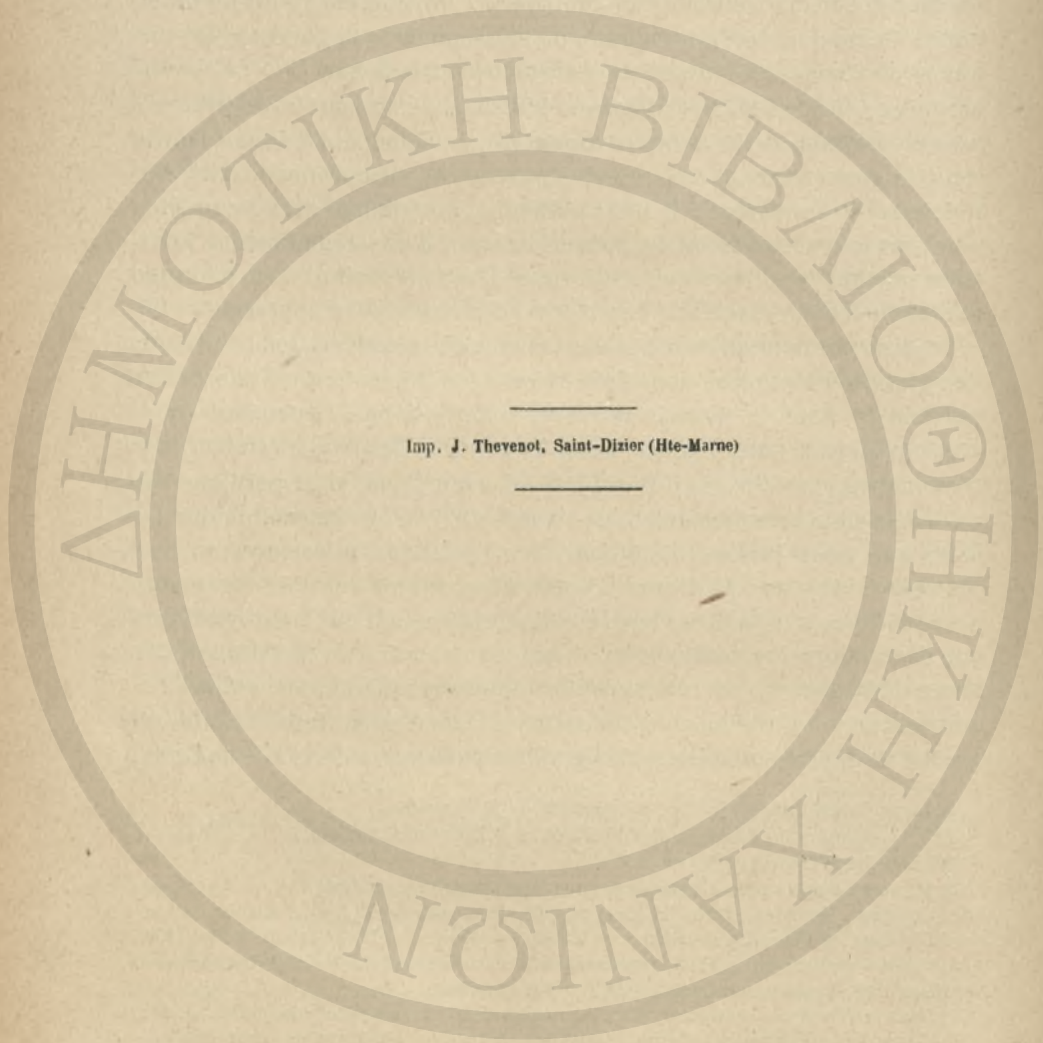 ΔΗΜΟΤΙΚΗ ΒΙΒΛΙΟΘΗΚΗ ΧΑΝΙΩΝ
Imp. J. Thevenot, Saint-Dizier (Hte-Marne)